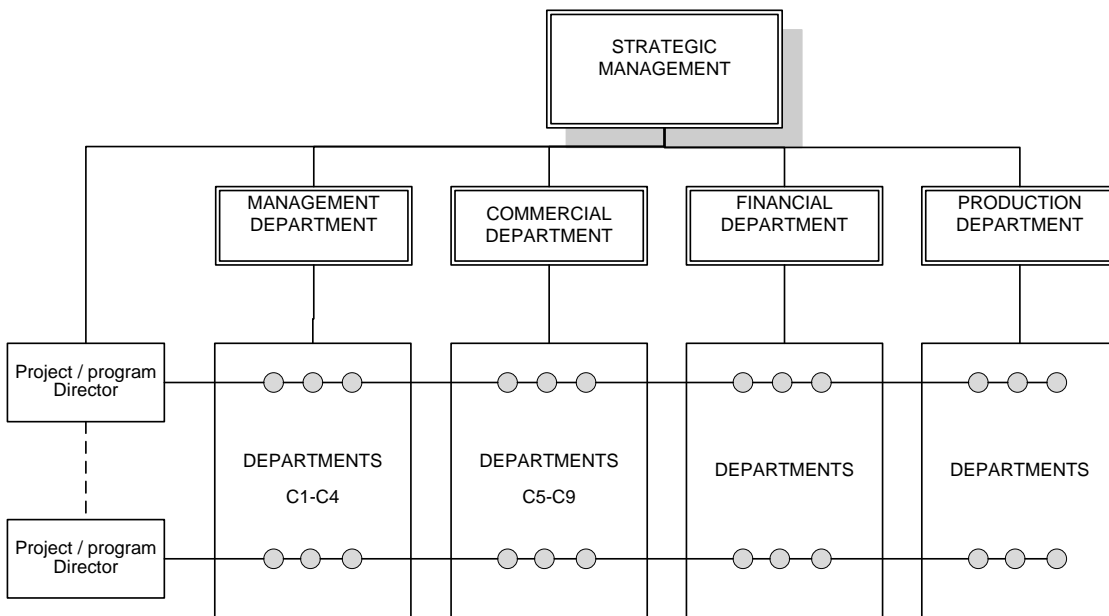 STRATEGIC
MANAGEMENT
MANAGEMENT
DEPARTMENT
COMMERCIAL
DEPARTMENT
FINANCIAL
DEPARTMENT
PRODUCTION
DEPARTMENT
Project / program
Director
DEPARTMENTS
C1-C4
DEPARTMENTS
C5-C9
DEPARTMENTS
DEPARTMENTS
Project / program
Director